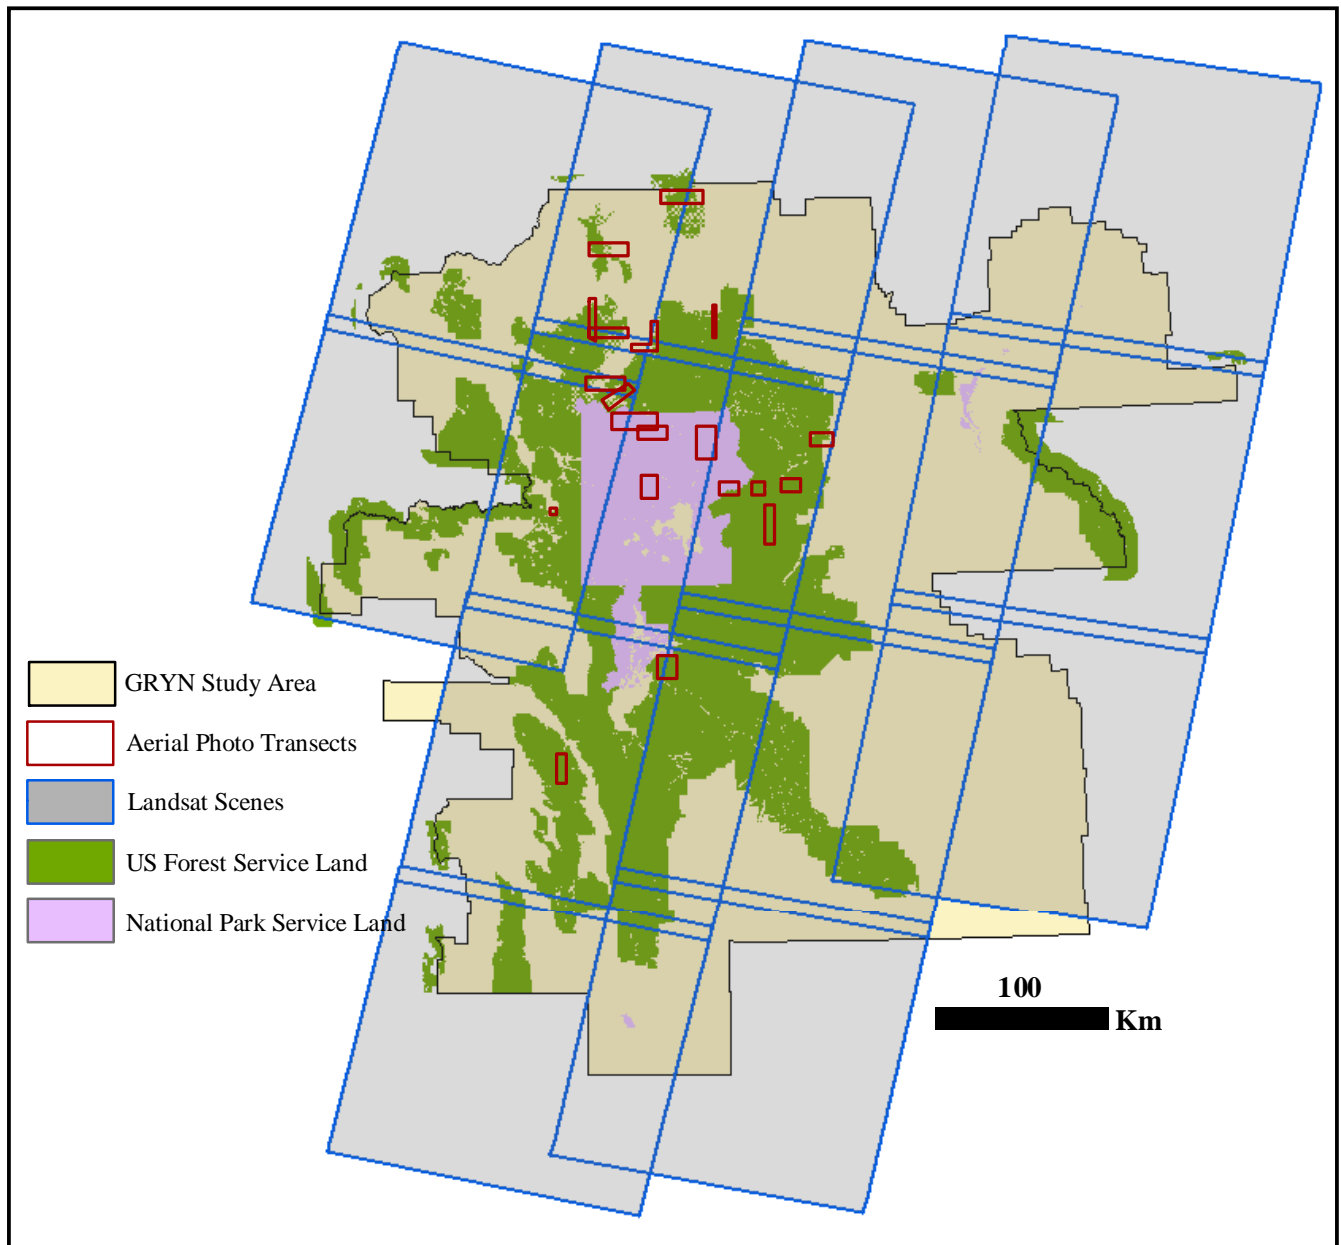 GRYN Study Area
Aerial Photo Transects
Landsat Scenes
US Forest Service Land
National Park Service Land
100
Km